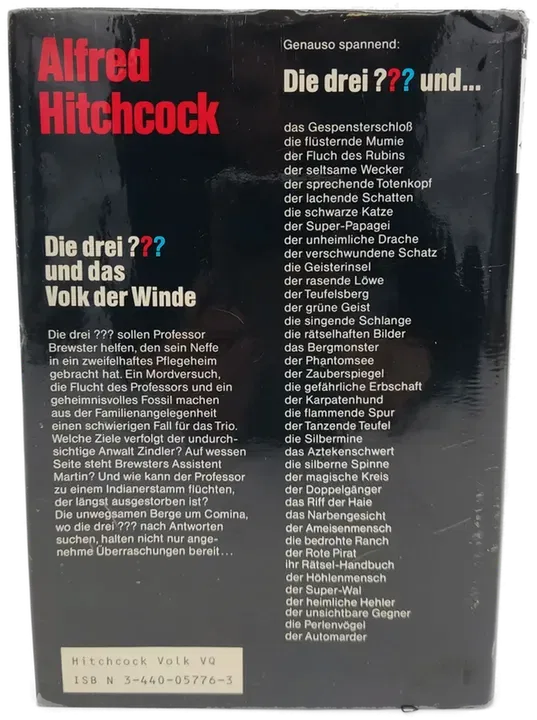 Alfred
Hitchcock
Die drei ???
und das
Volk der Winde
Die drei ??? sollen Professor
Brewster helfen, den sein Neffe
in ein zweifelhaftes Pflegeheim
gebracht hat. Ein Mordversuch,
die Flucht des Professors und ein
geheimnisvolles Fossil machen
aus der Familienangelegenheit
einen schwierigen Fall für das Trio.
Welche Ziele verfolgt der undurch-
sichtige Anwalt Zindler? Auf wessen
Seite steht Brewsters Assistent
Martin? Und wie kann der Professor
zu einem Indianerstamm flüchten,
der längst ausgestorben ist?
Die unwegsamen Berge um Comina,
wo die drei ??? nach Antworten
suchen, halten nicht nur ange-
nehme Überraschungen bereit...
Genauso spannend:
Die drei ??? und...
das Gespensterschloß
die flüsternde Mumie
der Fluch des Rubins
der seltsame Wecker
der sprechende Totenkopf
der lachende Schatten
die schwarze Katze
der Super-Papagei
der unheimliche Drache
der verschwundene Schatz
die Geisterinsel
der rasende Löwe
der Teufelsberg
der grüne Geist
die singende Schlange
die rätselhaften Bilder
das Bergmonster
der Phantomsee
der Zauberspiegel
die gefährliche Erbschaft
der Karpatenhund
die flammende Spur
der Tanzende Teufel
die Silbermine
das Aztekenschwert
die silberne Spinne
der magische Kreis
der Doppelgänger
das Riff der Haie
das Narbengesicht
der Ameisenmensch
die bedrohte Ranch
der Rote Pirat
ihr Rätsel-Handbuch
der Höhlenmensch
der Super-Wal
der heimliche Hehler
der unsichtbare Gegner
die Perlenvögel
der Automarder
Hitchcock Volk VQ
ISB N 3-440-05776-3